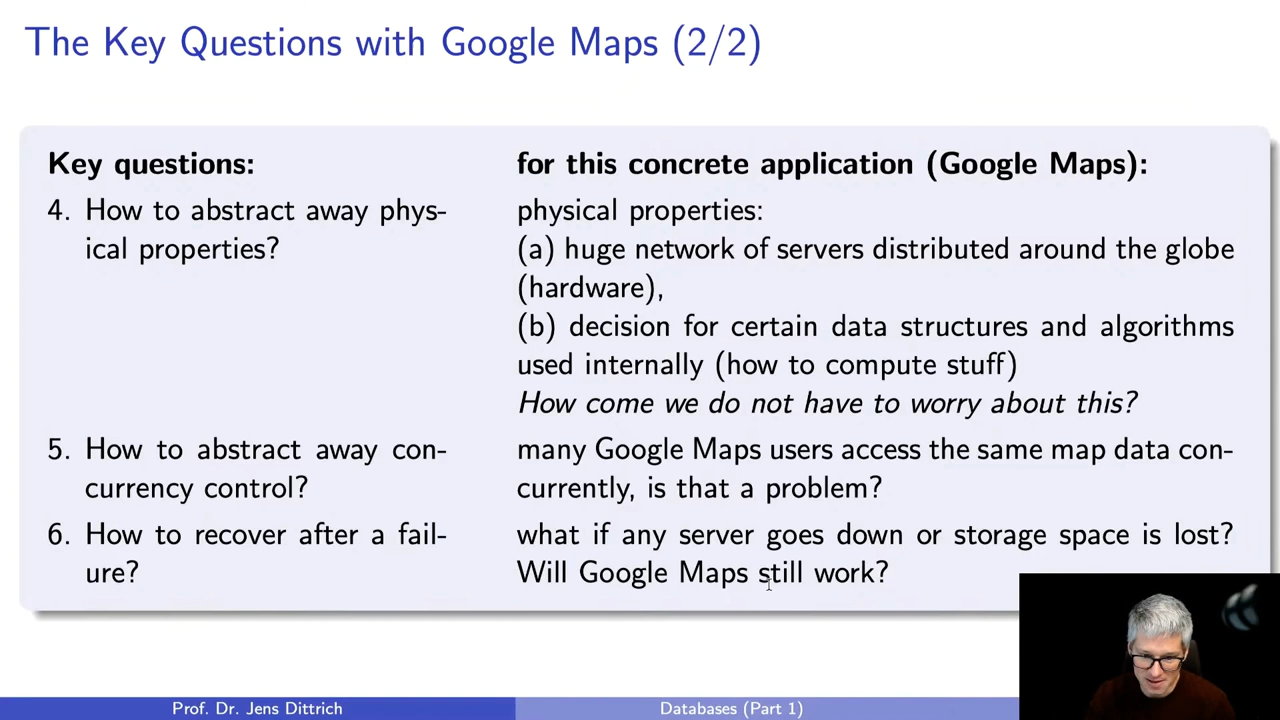 The Key Questions with Google Maps (2/2)
Key questions:
for this concrete application (Google Maps):
4. How to abstract away phys-
ical properties?
physical properties:
(a) huge network of servers distributed around the globe
(hardware),
(b) decision for certain data structures and algorithms
used internally (how to compute stuff)
How come we do not have to worry about this?
5. How to abstract away con-
currency control?
many Google Maps users access the same map data con-
currently, is that a problem?
6. How to recover after a fail-
ure?
what if any server goes down or storage space is lost?
Will Google Maps still work?
Prof. Dr. Jens Dittrich
Databases (Part 1)